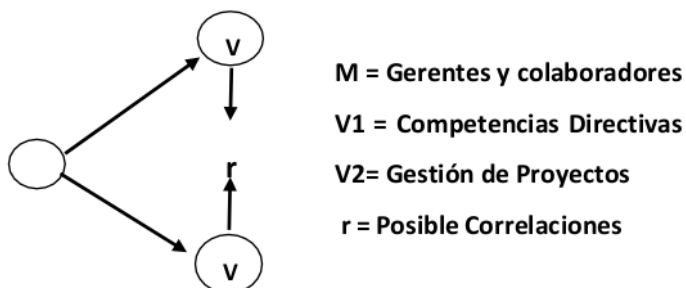 V
M = Gerentes y colaboradores
V1 = Competencias Directivas
r
V2= Gestión de Proyectos
r = Posible Correlaciones
V